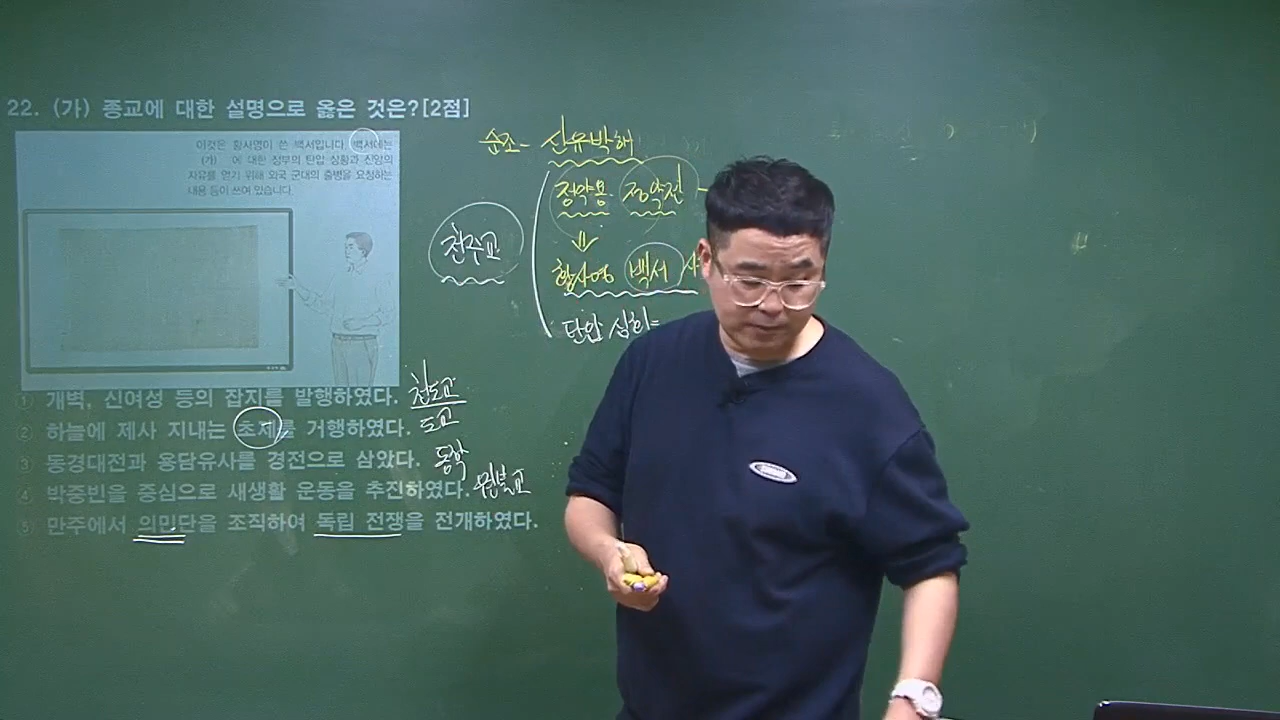 22. (가) 종교에 대한 설명으로 옳은 것은?[2점]
이것은 황사영이 쓴 백서입니다. 백서에는
(가) 에 대한 정부의 탄압 상황과 신앙의
자유를 얻기 위해 외국 군대의 출병을 요청하는
내용 등이 쓰여 있습니다.
① 개벽, 신여성 등의 잡지를 발행하였다. 천도교
② 하늘에 제사 지내는 초제를 거행하였다. 도교
③ 동경대전과 용담유사를 경전으로 삼았다. 동학
④ 박중빈을 중심으로 새생활 운동을 추진하였다. 원불교
⑤ 만주에서 의민단을 조직하여 독립 전쟁을 전개하였다.
순조- 신유박해
정약용 정약전 -
천주교
황사영 백서 사
탄압 심히